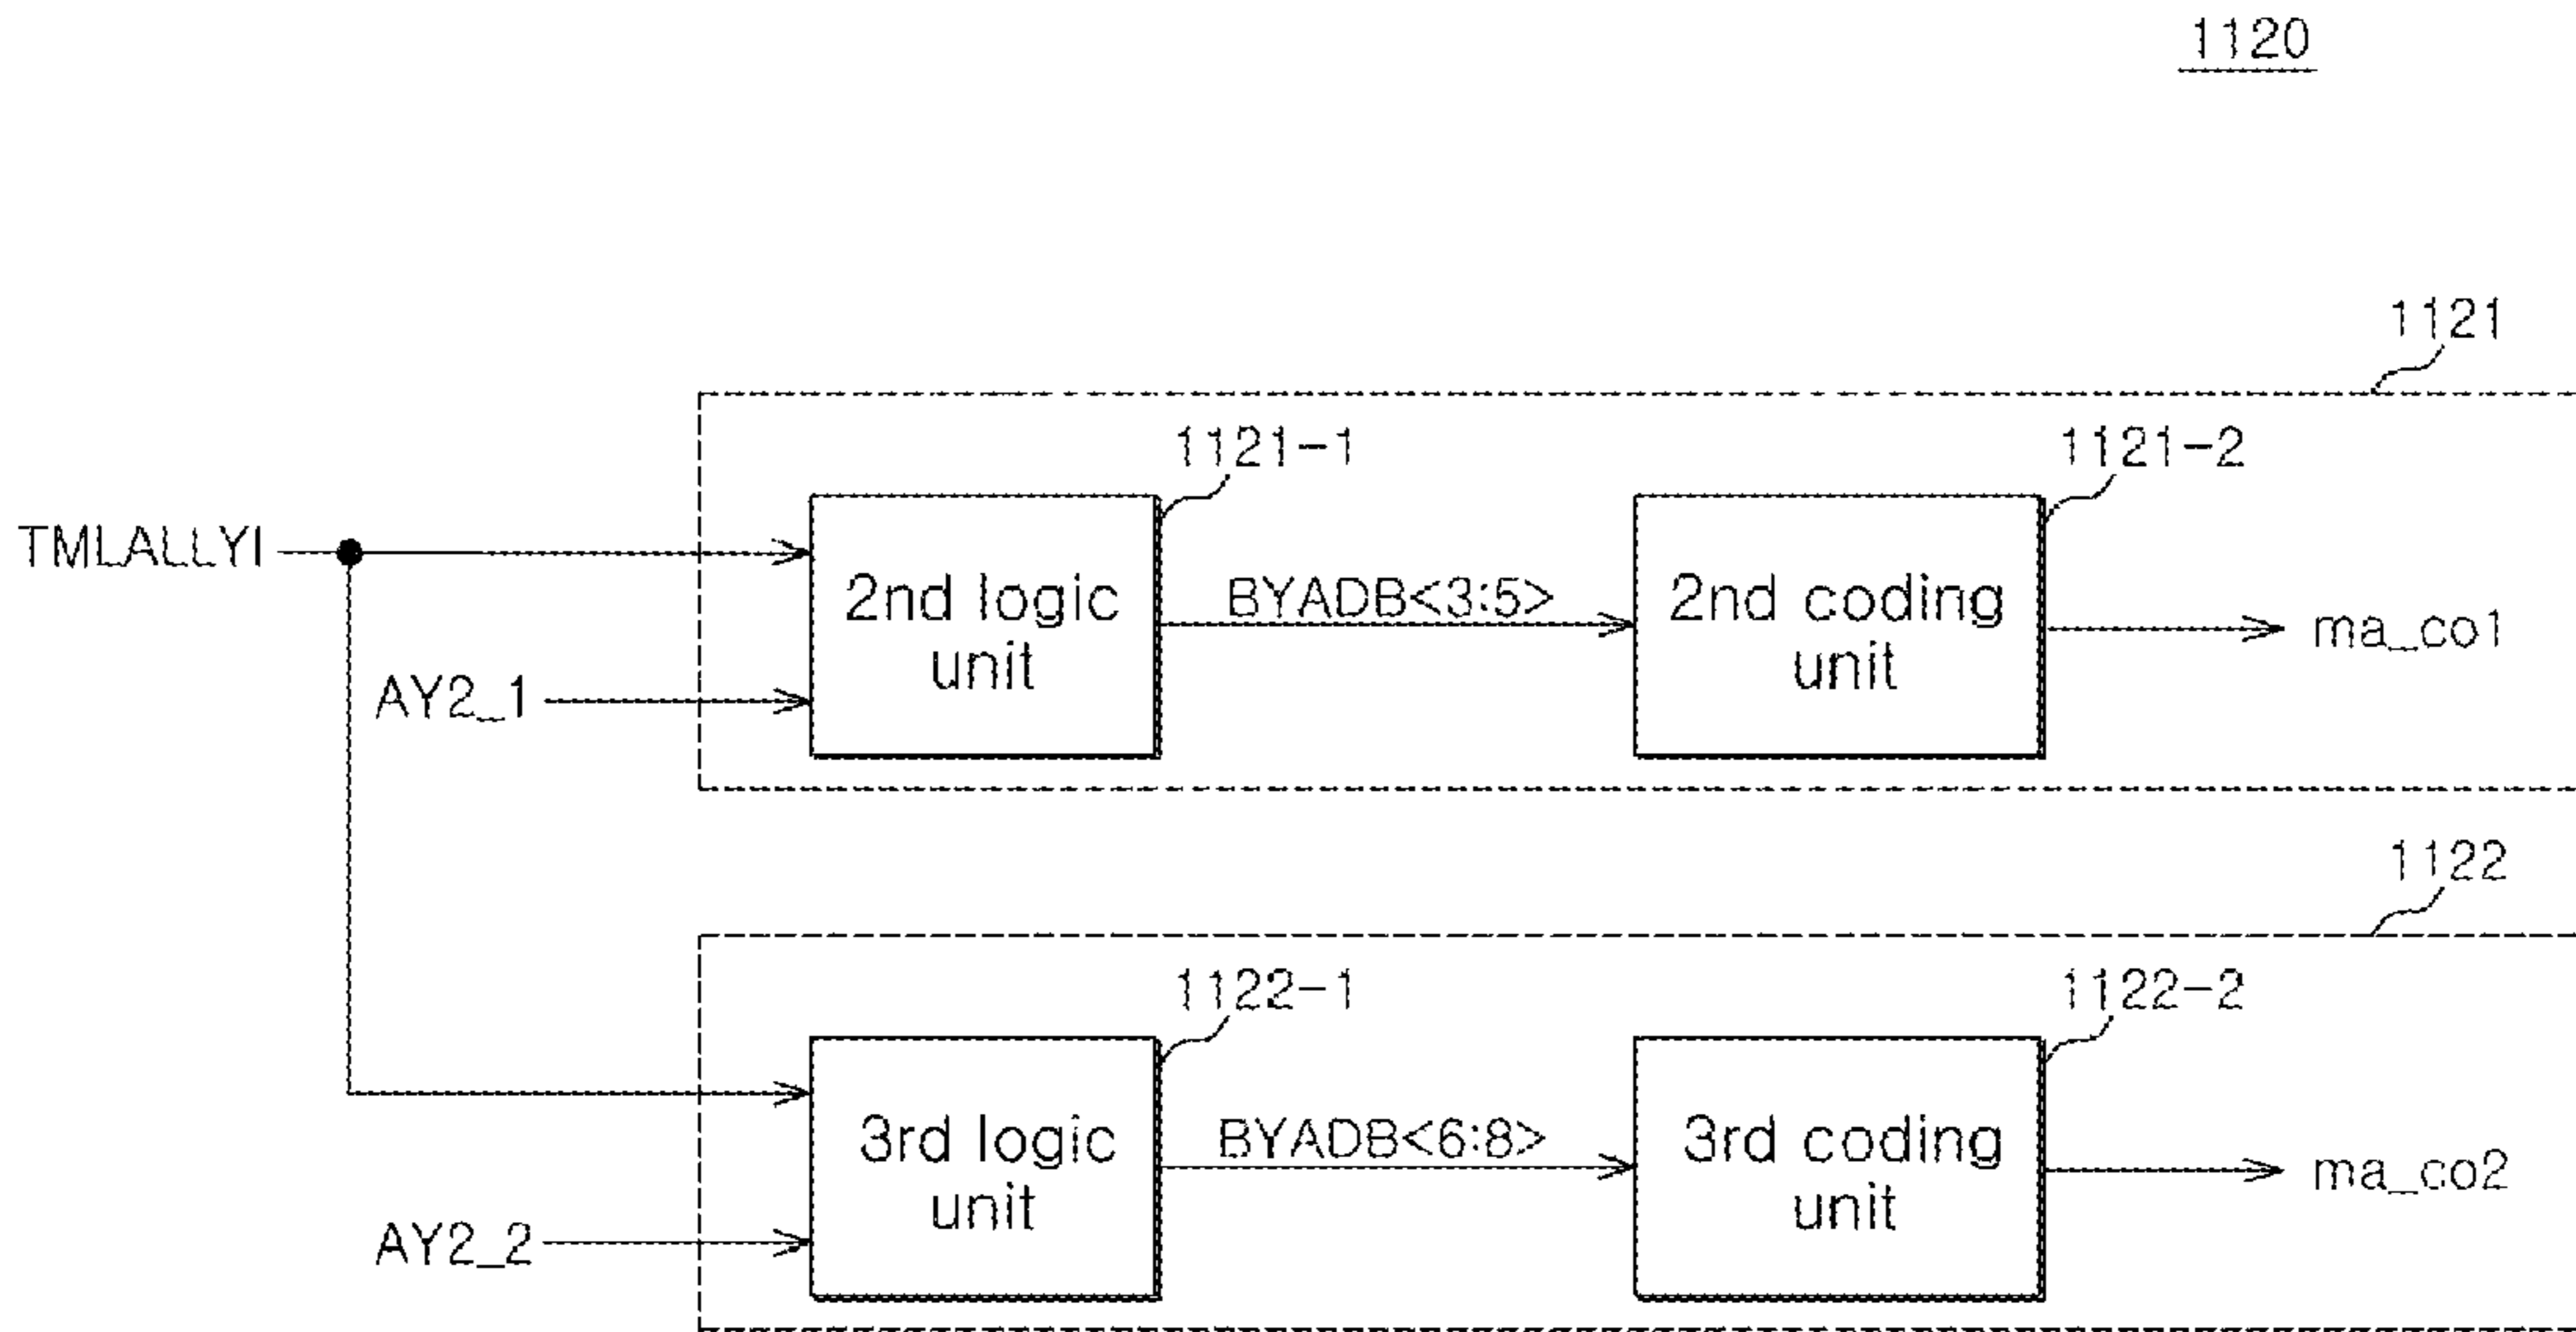 1120
1121
1121-1
1121-2
TMLALLYI
2nd logic
unit
BYADB<3:5>
2nd coding
unit
ma_co1
AY2_1
1122
1122-1
1122-2
3rd logic
unit
BYADB<6:8>
3rd coding
unit
ma_co2
AY2_2